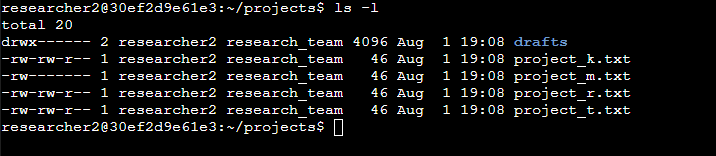 researcher2@30ef2d9e61e3:~/projects$ ls -l
total 20
drwx------ 2 researcher2 research_team 4096 Aug  1 19:08 drafts
-rw-rw-r-- 1 researcher2 research_team   46 Aug  1 19:08 project_k.txt
-rw------- 1 researcher2 research_team   46 Aug  1 19:08 project_m.txt
-rw-rw-r-- 1 researcher2 research_team   46 Aug  1 19:08 project_r.txt
-rw-rw-r-- 1 researcher2 research_team   46 Aug  1 19:08 project_t.txt
researcher2@30ef2d9e61e3:~/projects$